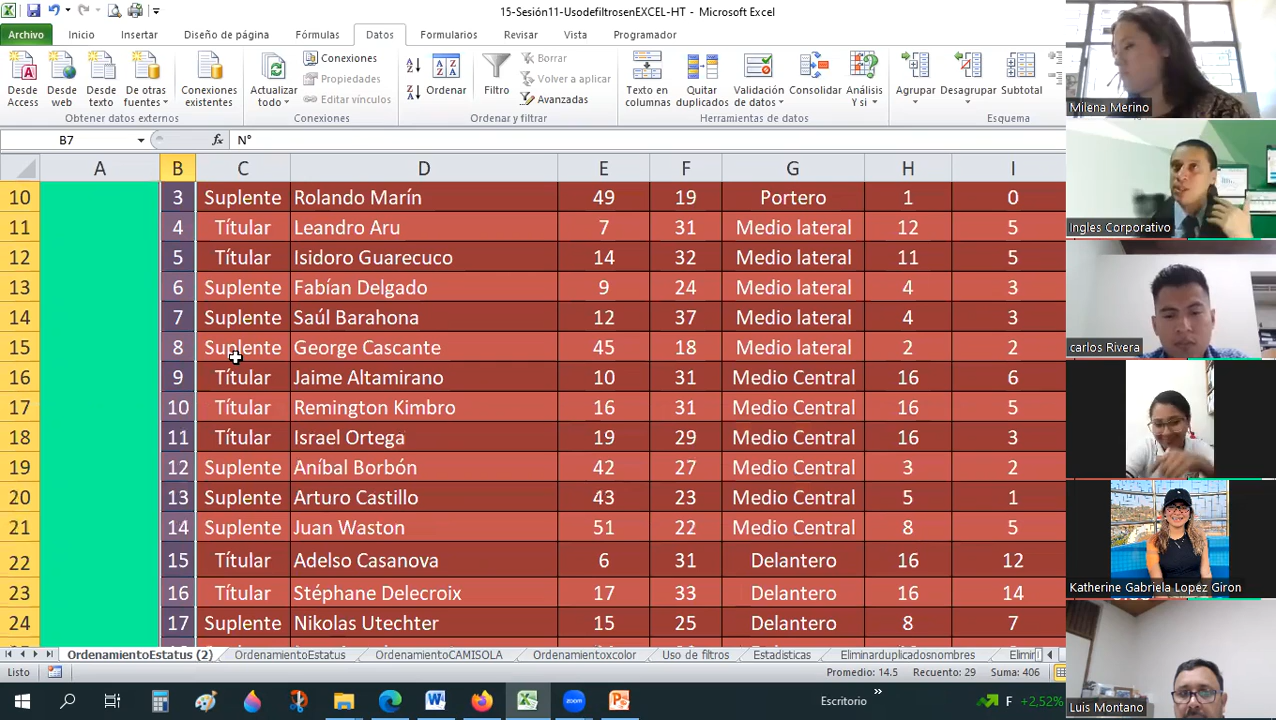 15-Sesión11-UsodefiltrosenEXCEL-HT - Microsoft Excel
Archivo Inicio Insertar Diseño de página Fórmulas Datos Formularios Revisar Vista Programador
Desde Access
Desde web
Desde texto
De otras fuentes
Conexiones existentes
Actualizar todo
Conexiones
Propiedades
Editar vínculos
Ordenar
Filtro
Borrar
Volver a aplicar
Avanzadas
Texto en columnas
Quitar duplicados
Validación de datos
Consolidar
Análisis Y si
Agrupar
Desagrupar
Subtotal
Obtener datos externos Conexiones Ordenar y filtrar Herramientas de datos Esquema
B7 fx N°
A B C D E F G H I
10 3 Suplente Rolando Marín 49 19 Portero 1 0
11 4 Títular Leandro Aru 7 31 Medio lateral 12 5
12 5 Títular Isidoro Guarecuco 14 32 Medio lateral 11 5
13 6 Suplente Fabían Delgado 9 24 Medio lateral 4 3
14 7 Suplente Saúl Barahona 12 37 Medio lateral 4 3
15 8 Suplente George Cascante 45 18 Medio lateral 2 2
16 9 Títular Jaime Altamirano 10 31 Medio Central 16 6
17 10 Títular Remington Kimbro 16 31 Medio Central 16 5
18 11 Títular Israel Ortega 19 29 Medio Central 16 3
19 12 Suplente Aníbal Borbón 42 27 Medio Central 3 2
20 13 Suplente Arturo Castillo 43 23 Medio Central 5 1
21 14 Suplente Juan Waston 51 22 Medio Central 8 5
22 15 Títular Adelso Casanova 6 31 Delantero 16 12
23 16 Títular Stéphane Delecroix 17 33 Delantero 16 14
24 17 Suplente Nikolas Utechter 15 25 Delantero 8 7
OrdenamientoEstatus (2) OrdenamientoEstatus OrdenamientoCAMISOLA Ordenamientoxcolor Uso de filtros Estadísticas Eliminarduplicadosnombres Elimir
Listo Promedio: 14.5 Recuento: 29 Suma: 406
Escritorio » F +2,52%
Milena Merino
Ingles Corporativo
carlos Rivera
Katherine Gabriela Lopez Giron
Luis Montano